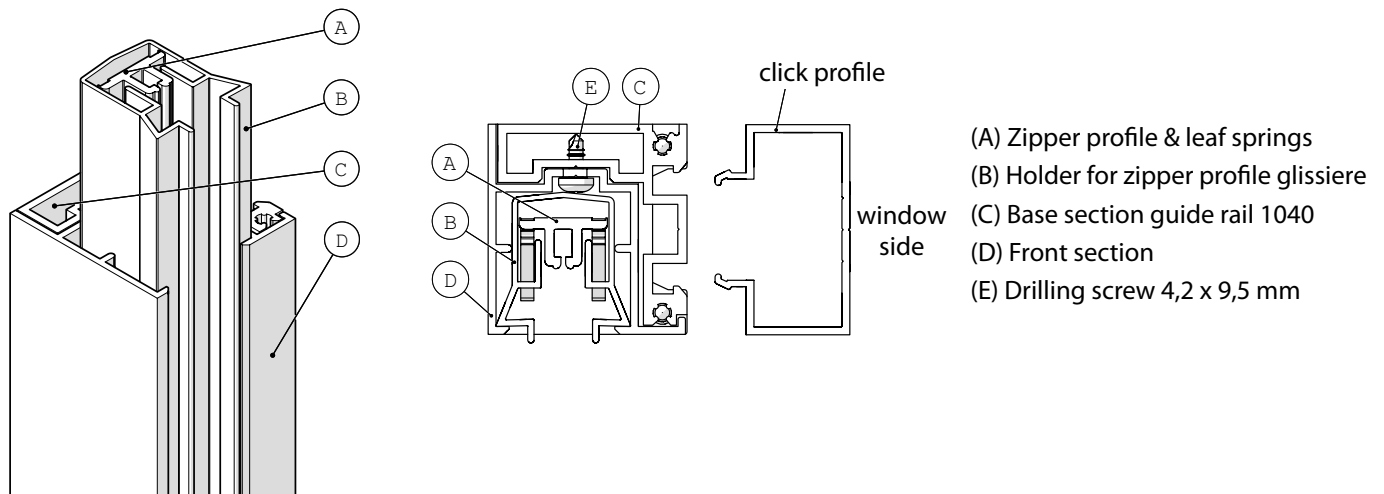 A
B
C
D
E
C
A
B
D
click profile
window
side
(A) Zipper profile & leaf springs
(B) Holder for zipper profile glissiere
(C) Base section guide rail 1040
(D) Front section
(E) Drilling screw 4,2 x 9,5 mm